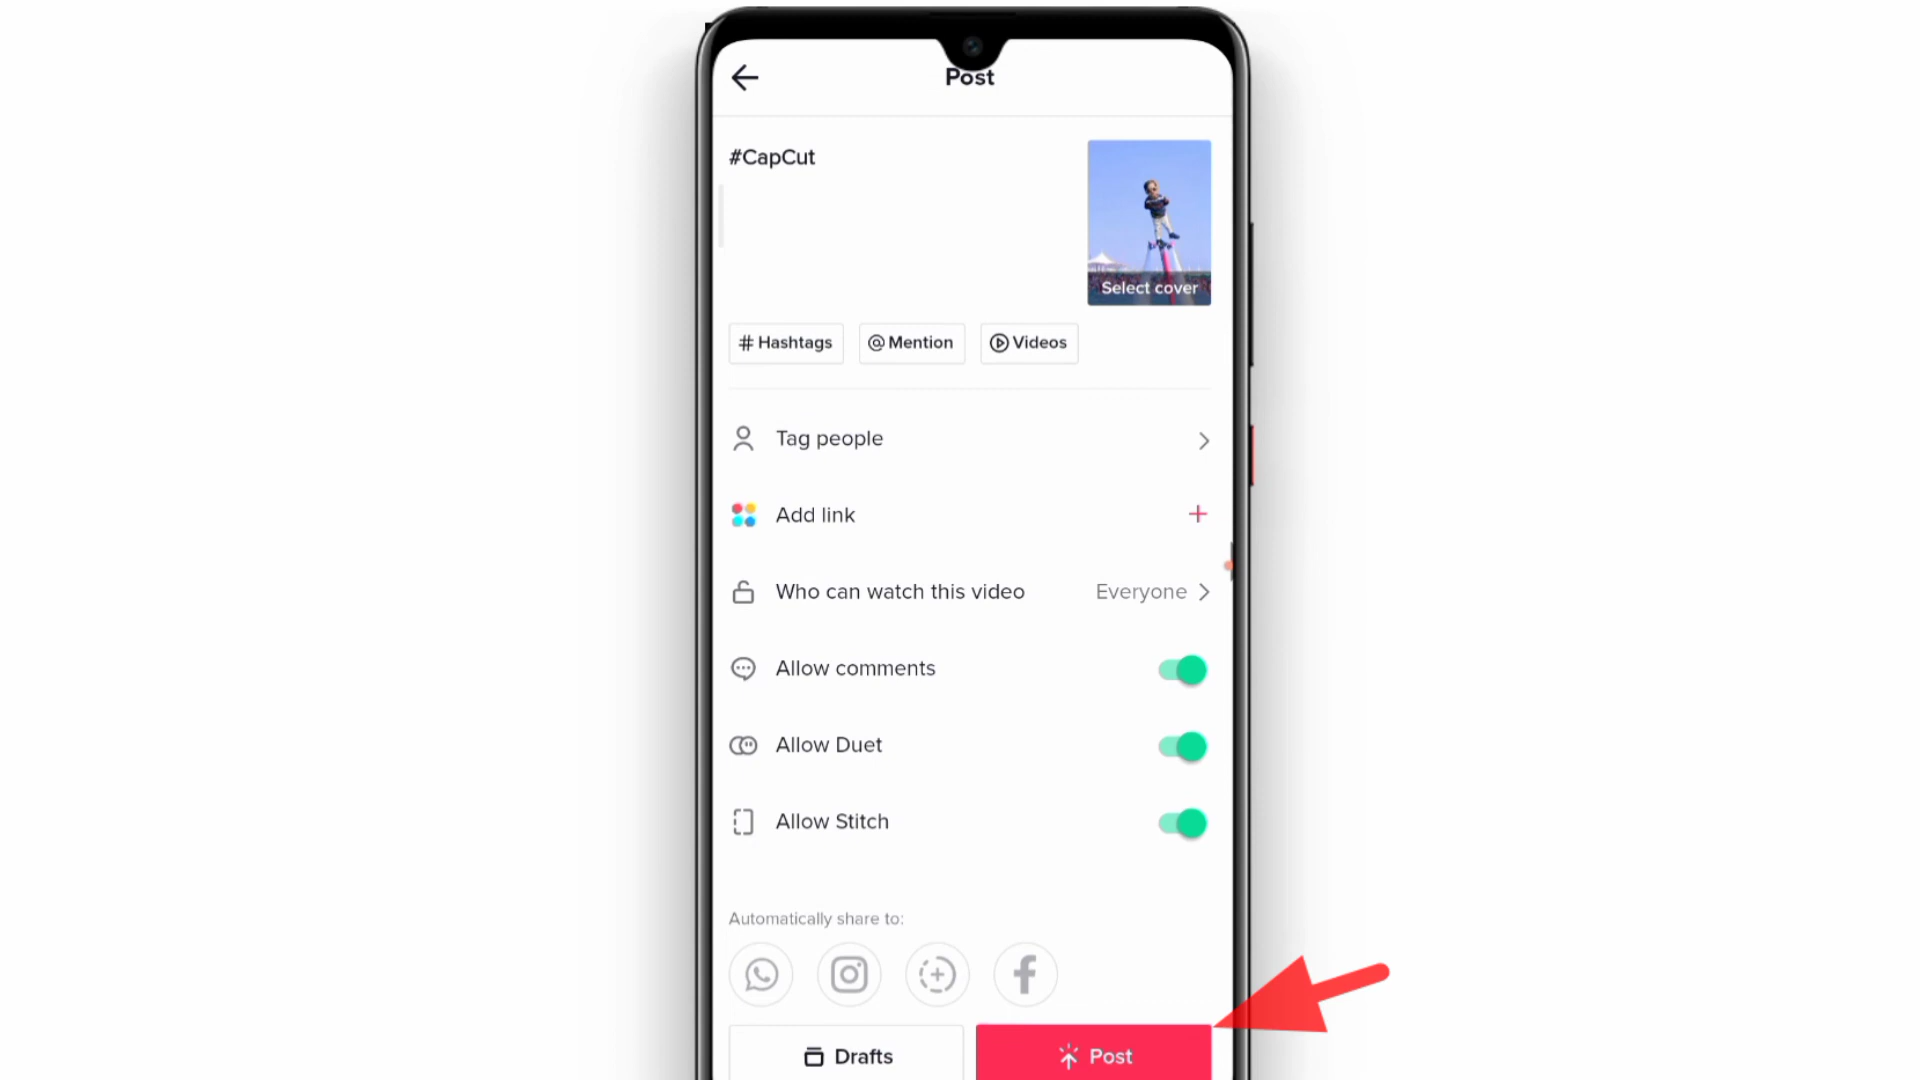 Post
#CapCut
Select cover
# Hashtags @ Mention Videos
Tag people
Add link
Who can watch this video Everyone
Allow comments
Allow Duet
Allow Stitch
Automatically share to:
Drafts Post